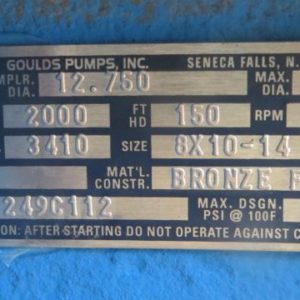 GOULDS PUMPS, INC. SENECA FALLS, N.
MPLR. DIA. 12.750 MAX. DIA.
2000 FT HD 150 RPM
3410 SIZE 8X10-14
MAT'L. CONSTR. BRONZE F
249C112 MAX. DSGN. PSI @ 100F
ION: AFTER STARTING DO NOT OPERATE AGAINST C